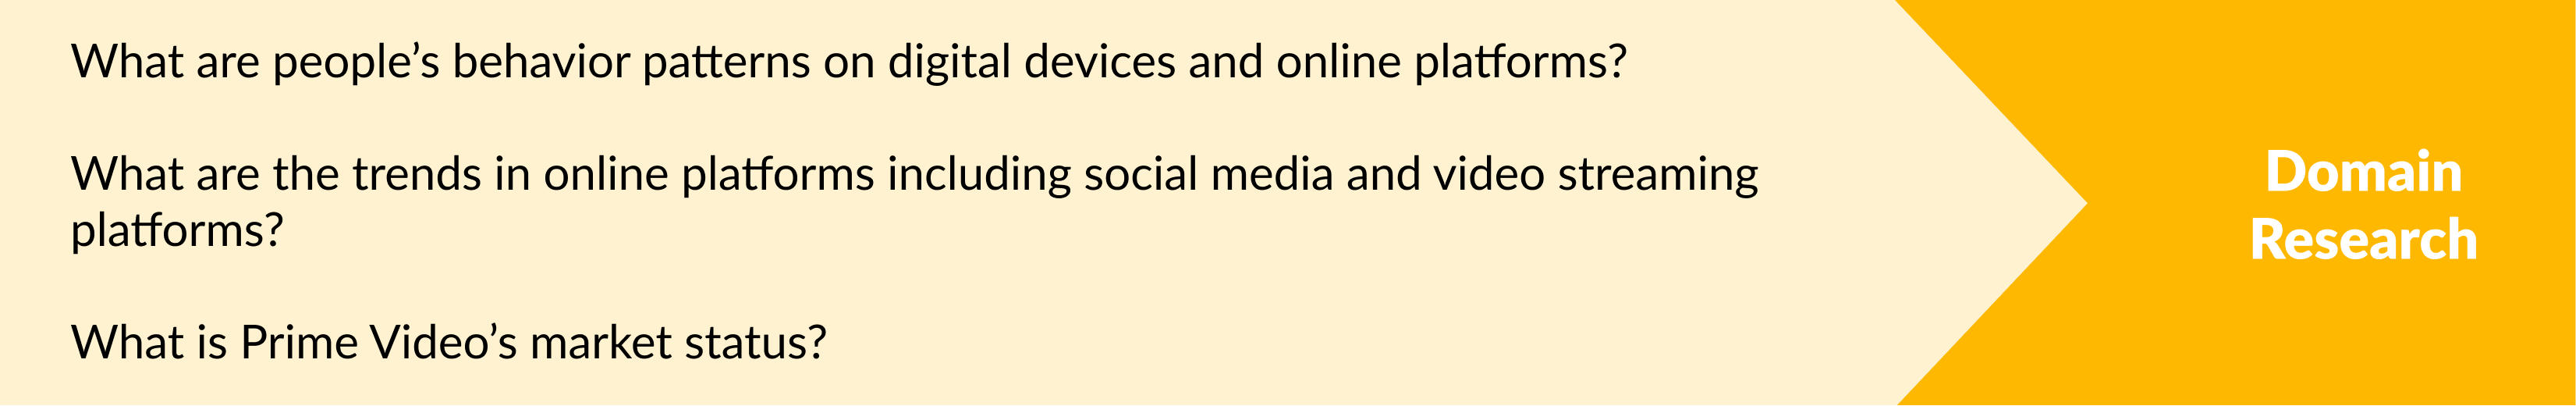 What are people’s behavior patterns on digital devices and online platforms?
What are the trends in online platforms including social media and video streaming
platforms?
What is Prime Video’s market status?
Domain
Research